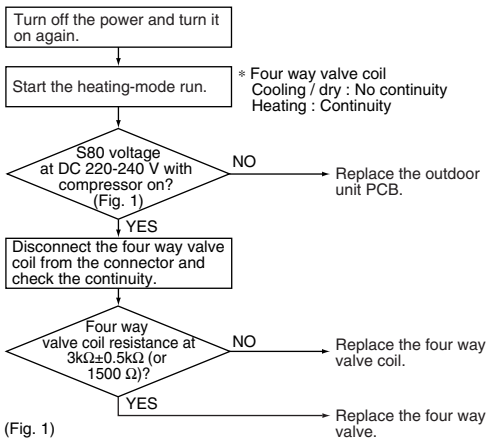 Turn off the power and turn it
on again.
Start the heating-mode run.
* Four way valve coil
Cooling / dry : No continuity
Heating : Continuity
S80 voltage
at DC 220-240 V with
compressor on?
(Fig. 1)
NO
Replace the outdoor
unit PCB.
YES
Disconnect the four way valve
coil from the connector and
check the continuity.
Four way
valve coil resistance at
3kΩ±0.5kΩ (or
1500 Ω)?
NO
Replace the four way
valve coil.
YES
Replace the four way
valve.
(Fig. 1)